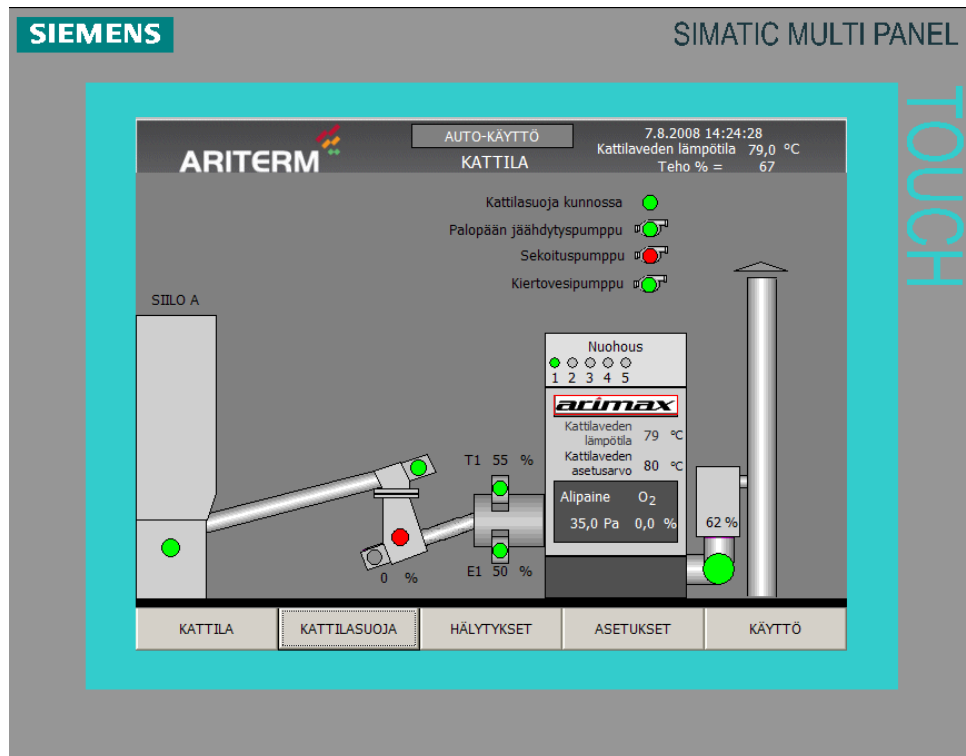 SIEMENS
SIMATIC MULTI PANEL
TOUCH
ARITERM
AUTO-KÄYTTÖ
KATTILA
7.8.2008 14:24:28
Kattilaveden lämpötila 79,0 °C
Teho % = 67
Kattilasuoja kunnossa
Palopään jäähdytyspumppu
Sekoituspumppu
Kiertovesipumppu
SIILO A
Nuohous
1 2 3 4 5
arimax
Kattilaveden
lämpötila 79 °C
Kattilaveden
asetusarvo 80 °C
T1 55 %
Alipaine O2
35,0 Pa 0,0 %
62 %
E1 50 %
0 %
KATTILA
KATTILASUOJA
HÄLYTYKSET
ASETUKSET
KÄYTTÖ